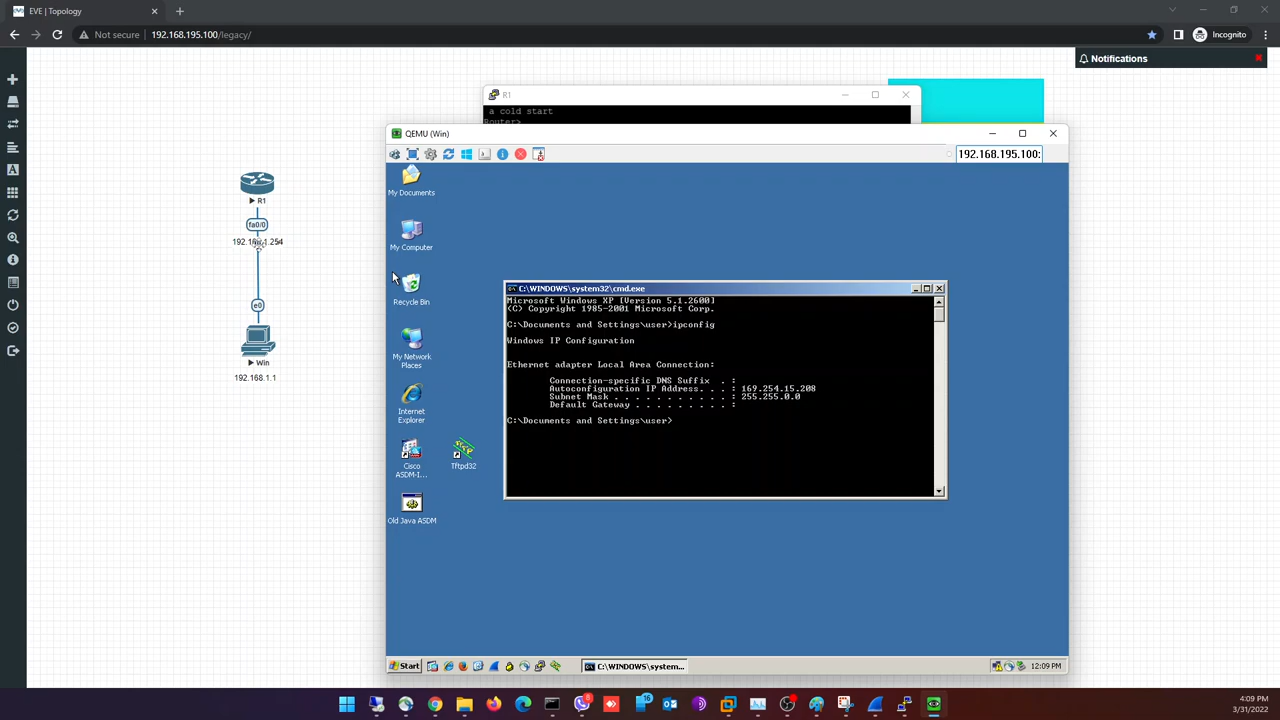 EVE | Topology
Not secure
192.168.195.100/legacy/
Incognito
Notifications
R1
a cold start
Router>
QEMU (Win)
192.168.195.100:
R1
fa0/0
e0
Win
192.168.1.1
My Documents
My Computer
Recycle Bin
My Network
Places
Internet
Explorer
Cisco
ASDM-I...
Tftpd32
Old Java ASDM
C:\WINDOWS\system32\cmd.exe
Microsoft Windows XP [Version 5.1.2600]
(C) Copyright 1985-2001 Microsoft Corp.
C:\Documents and Settings\user>ipconfig
Windows IP Configuration
Ethernet adapter Local Area Connection:
Connection-specific DNS Suffix . :
Autoconfiguration IP Address. . . : 169.254.15.208
Subnet Mask . . . . . . . . . . . : 255.255.0.0
Default Gateway . . . . . . . . . :
C:\Documents and Settings\user>
Start
C:\WINDOWS\system...
12:09 PM
8
16
4:09 PM
3/31/2022